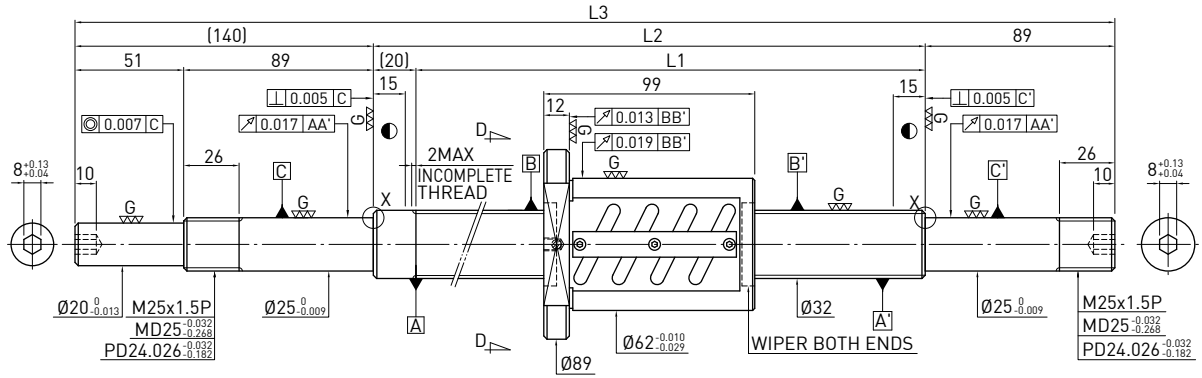 L3
(140) L2 89
51 89 (20) L1
15 99 15
⊥ 0.005 C G 12 ↗ 0.013 BB' G ⊥ 0.005 C'
◎ 0.007 C ↗ 0.017 AA' D ↗ 0.019 BB' G ↗ 0.017 AA'
8 +0.13 +0.04 10 G 26 C G X 2MAX B G B' G X G C' 26 10 8 +0.13 +0.04
INCOMPLETE
THREAD
A A'
Ø20 0 -0.013 M25x1.5P Ø25 0 -0.009 Ø32 Ø25 0 -0.009 M25x1.5P
MD25 -0.032 -0.268 D Ø62 -0.010 -0.029 WIPER BOTH ENDS MD25 -0.032 -0.268
PD24.026 -0.032 -0.182 Ø89 PD24.026 -0.032 -0.182